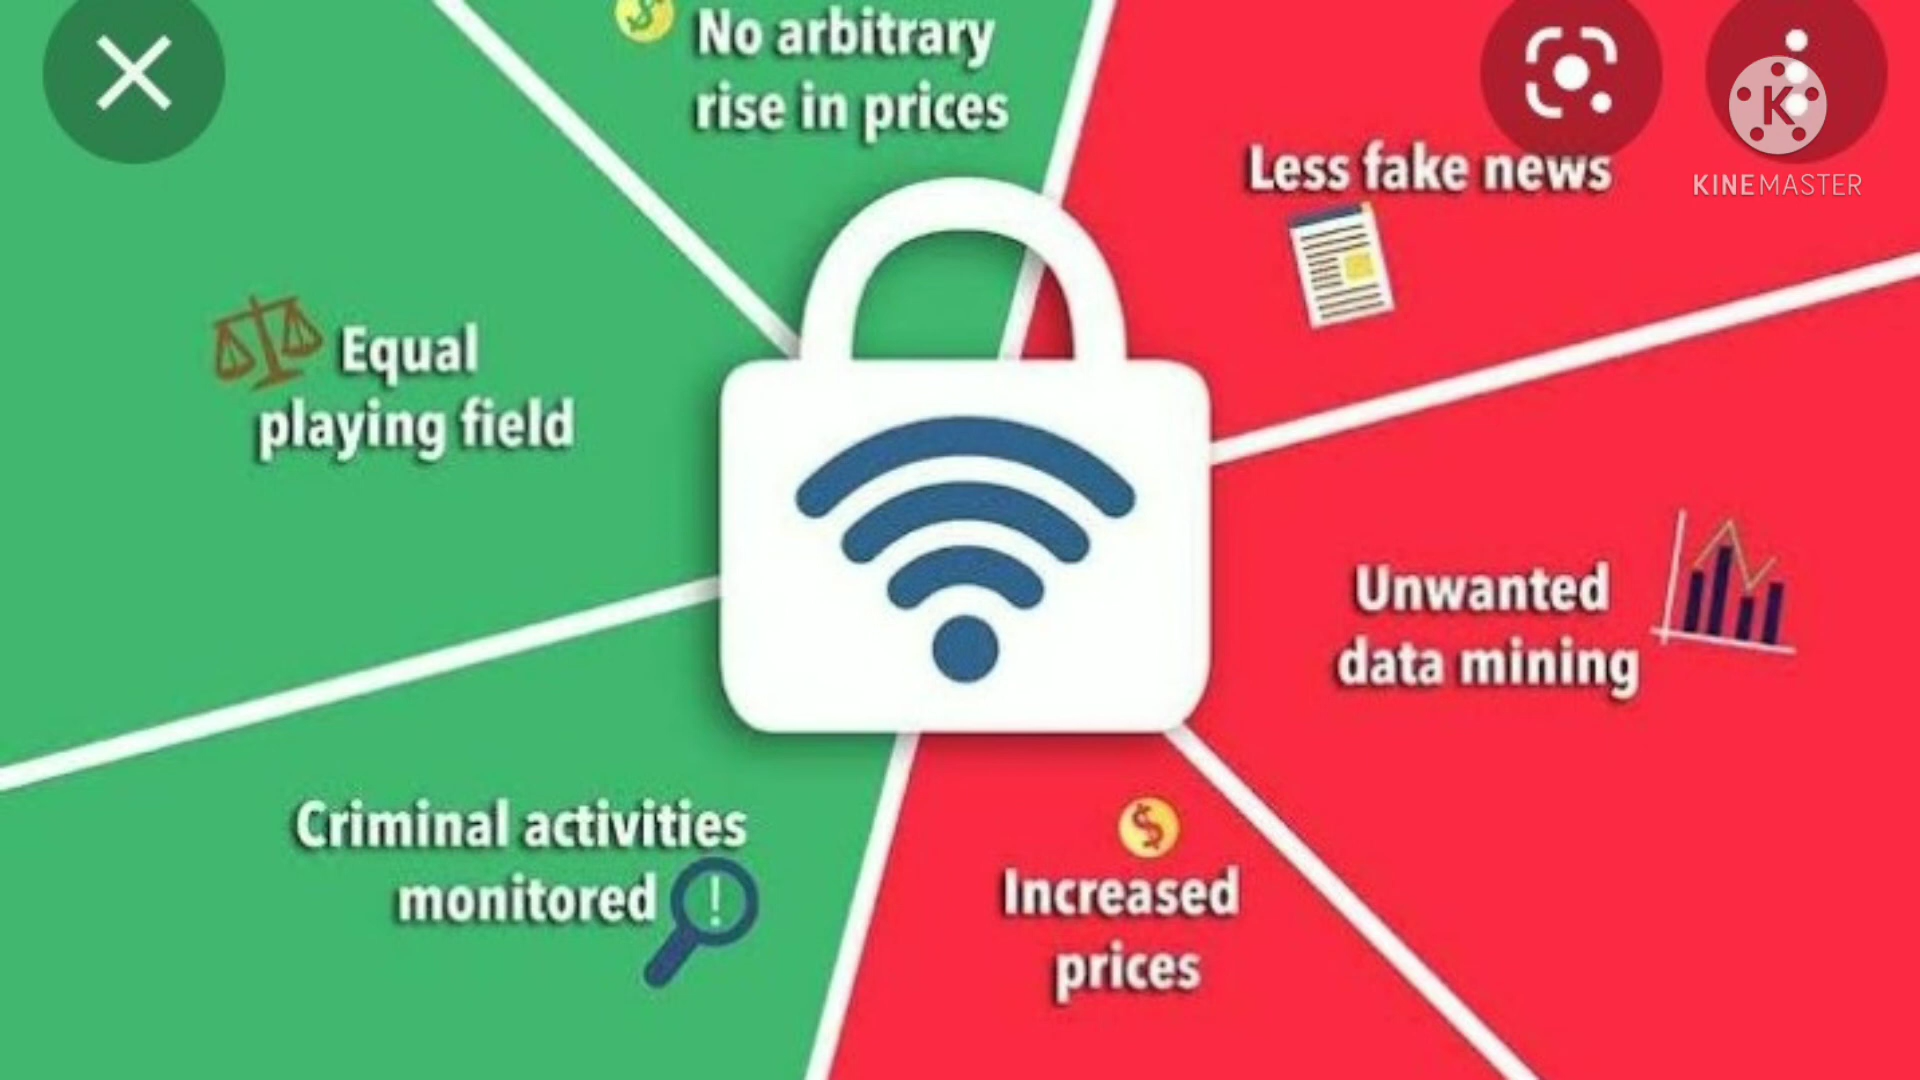 No arbitrary
rise in prices
Less fake news
K
KINEMASTER
Equal
playing field
Unwanted
data mining
Criminal activities
monitored
!
$
Increased
prices